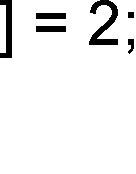 ] = 2;